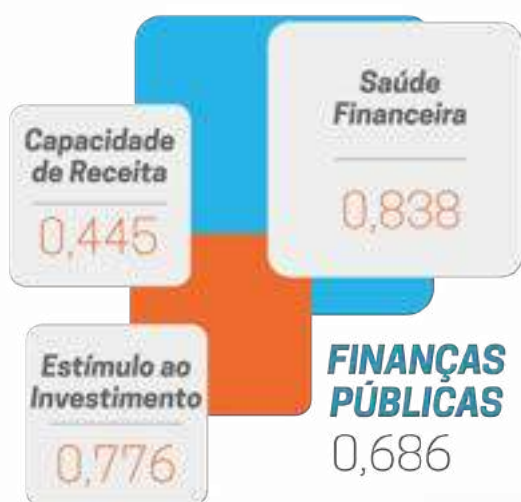 Saúde
Financeira
0,838
Capacidade
de Receita
0,445
Estímulo ao
Investimento
0,776
FINANÇAS
PÚBLICAS
0,686